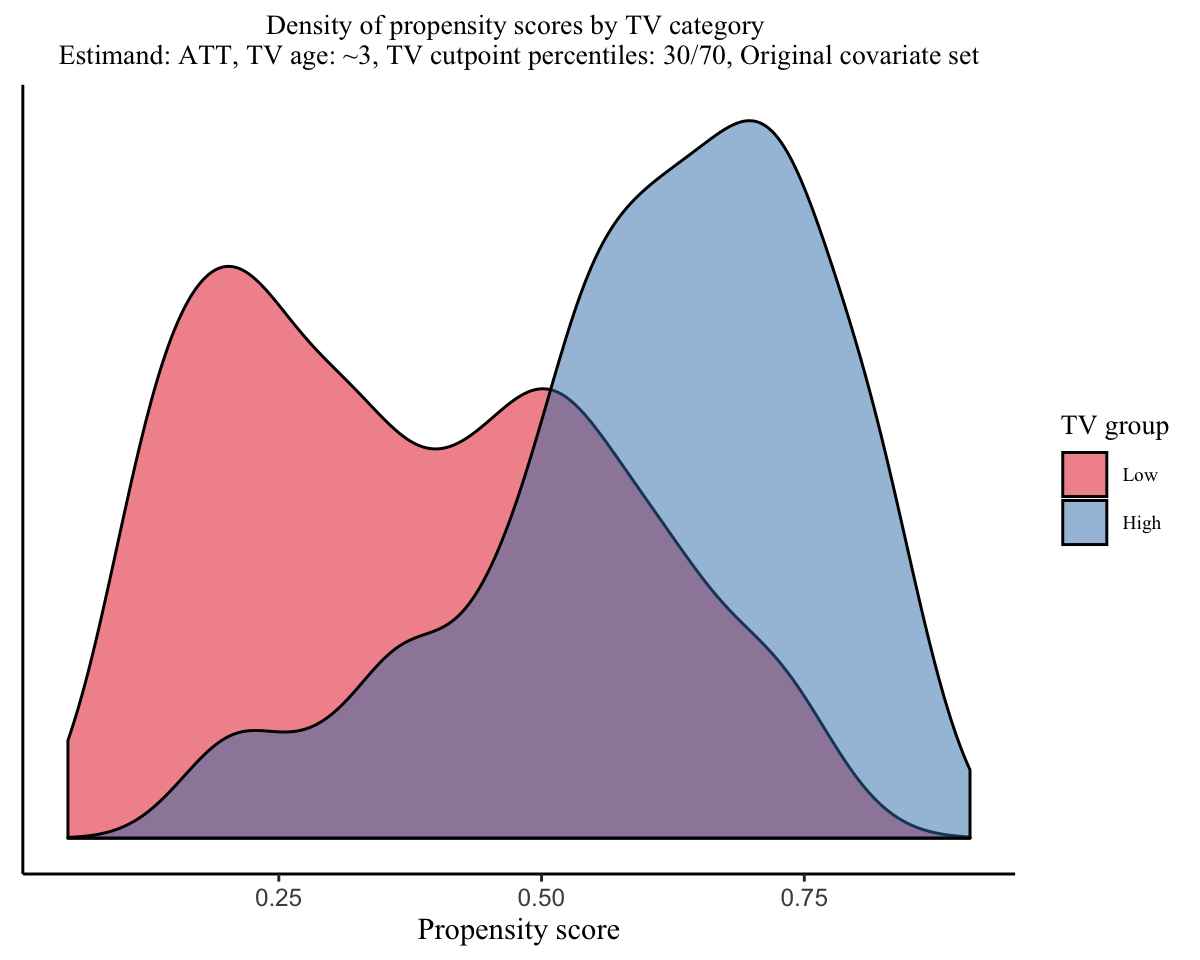 Density of propensity scores by TV category
Estimand: ATT, TV age: ~3, TV cutpoint percentiles: 30/70, Original covariate set
TV group
Low
High
0.25
0.50
0.75
Propensity score